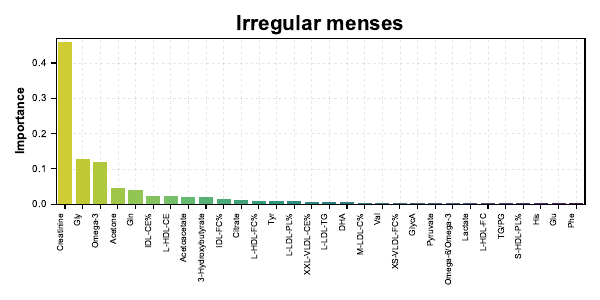 Irregular menses
Importance
0.4
0.3
0.2
0.1
0.0
Creatinine
Gly
Omega-3
Acetone
Gln
IDL-CE%
L-HDL-CE
Acetoacetate
3-Hydroxybutyrate
IDL-FC%
Citrate
L-HDL-FC%
Tyr
L-LDL-PL%
XXL-VLDL-CE%
L-LDL-TG
DHA
M-LDL-C%
Val
XS-VLDL-FC%
GlycA
Pyruvate
Omega-6/Omega-3
Lactate
L-HDL-FC
TG/PG
S-HDL-PL%
His
Glu
Phe